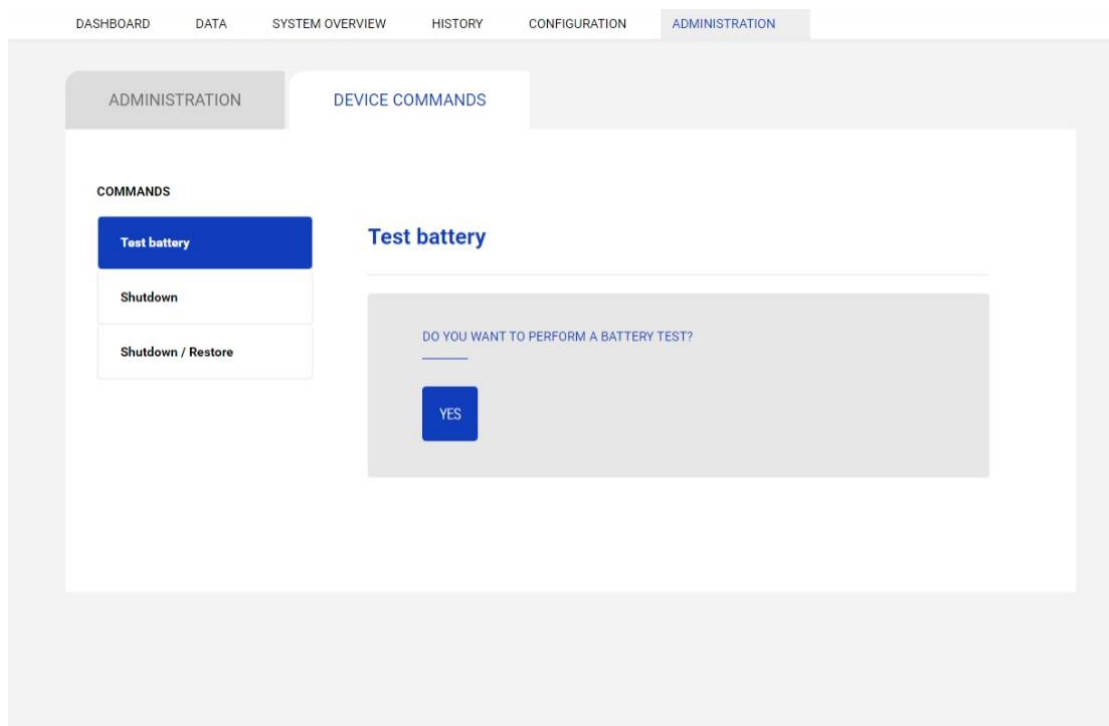 DASHBOARD DATA SYSTEM OVERVIEW HISTORY CONFIGURATION ADMINISTRATION
ADMINISTRATION DEVICE COMMANDS
COMMANDS
Test battery
Shutdown
Shutdown / Restore
Test battery
DO YOU WANT TO PERFORM A BATTERY TEST?
YES